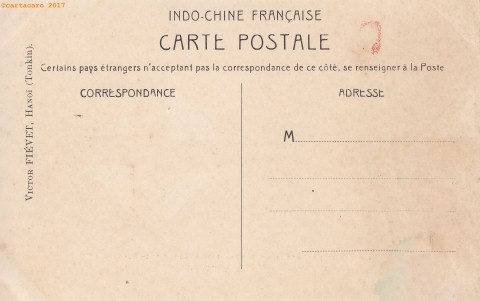 ©cartacaro 2017
INDO-CHINE FRANÇAISE
CARTE POSTALE
Certains pays étrangers n'acceptant pas la correspondance de ce côté, se renseigner à la Poste
CORRESPONDANCE
ADRESSE
M
VICTOR FIÉVET, HANOÏ (Tonkin).